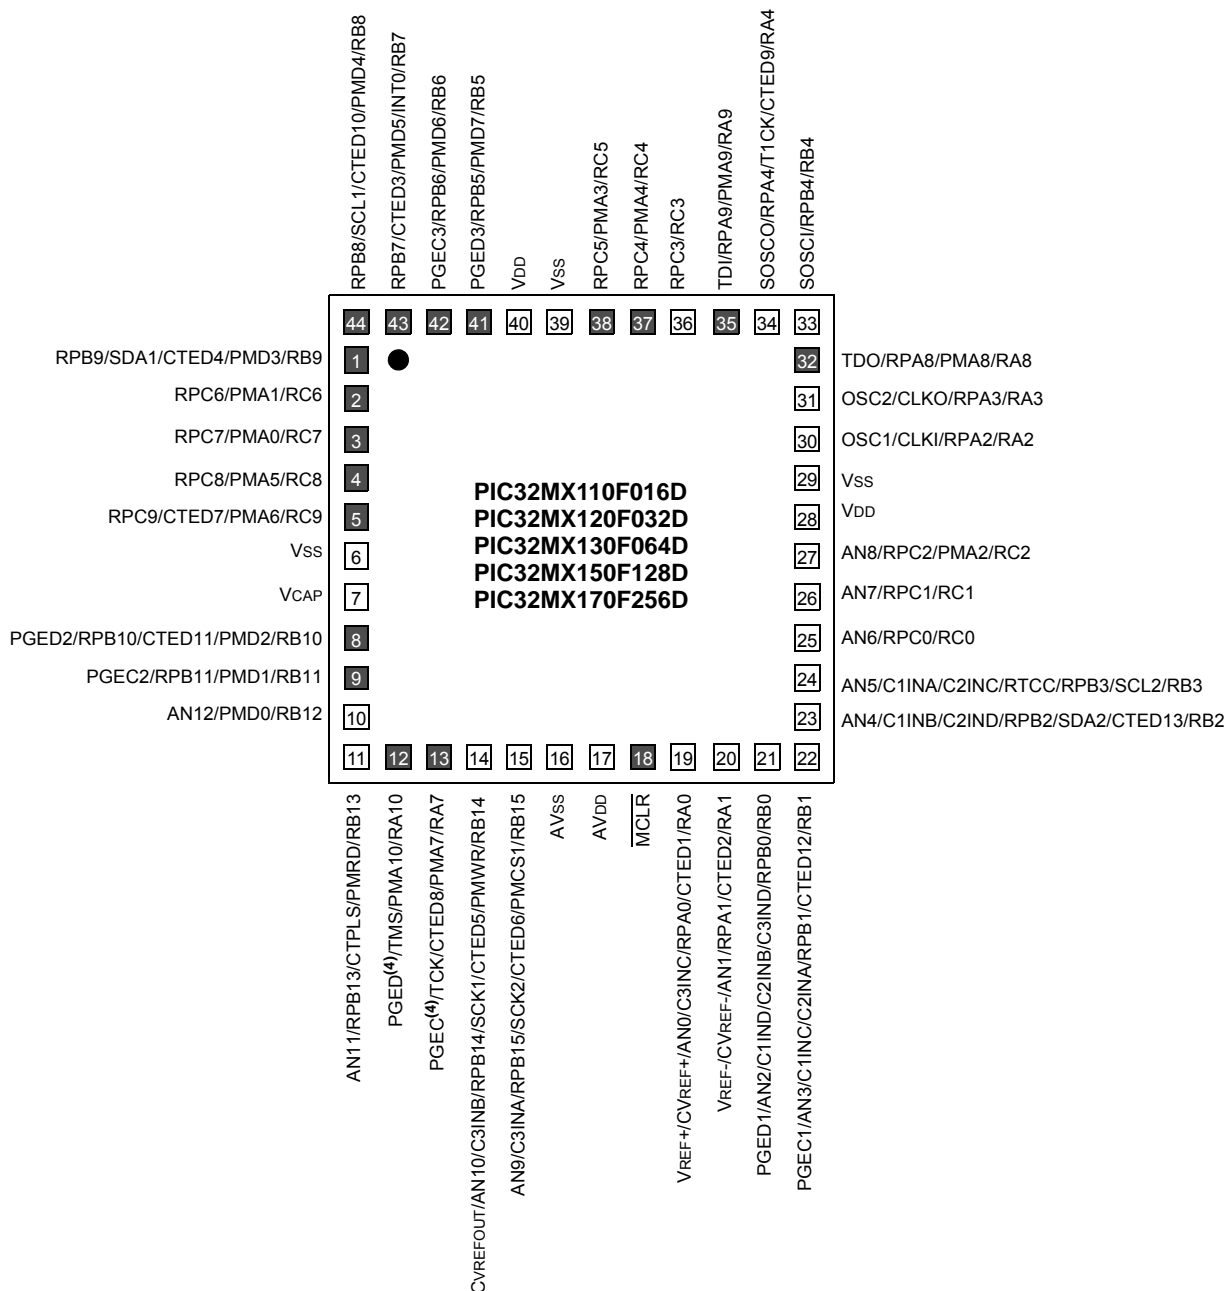 RPB8/SCL1/CTED10/PMD4/RB8
RPB7/CTED3/PMD5/INT0/RB7
PGEC3/RPB6/PMD6/RB6
PGED3/RPB5/PMD7/RB5
VDD
VSS
RPC5/PMA3/RC5
RPC4/PMA4/RC4
RPC3/RC3
TDI/RPA9/PMA9/RA9
SOSCO/RPA4/T1CK/CTED9/RA4
SOSCI/RPB4/RB4
44 43 42 41 40 39 38 37 36 35 34 33
RPB9/SDA1/CTED4/PMD3/RB9 1
RPC6/PMA1/RC6 2
RPC7/PMA0/RC7 3
RPC8/PMA5/RC8 4
RPC9/CTED7/PMA6/RC9 5
VSS 6
VCAP 7
PGED2/RPB10/CTED11/PMD2/RB10 8
PGEC2/RPB11/PMD1/RB11 9
AN12/PMD0/RB12 10
PIC32MX110F016D
PIC32MX120F032D
PIC32MX130F064D
PIC32MX150F128D
PIC32MX170F256D
32 TDO/RPA8/PMA8/RA8
31 OSC2/CLKO/RPA3/RA3
30 OSC1/CLKI/RPA2/RA2
29 VSS
28 VDD
27 AN8/RPC2/PMA2/RC2
26 AN7/RPC1/RC1
25 AN6/RPC0/RC0
24 AN5/C1INA/C2INC/RTCC/RPB3/SCL2/RB3
23 AN4/C1INB/C2IND/RPB2/SDA2/CTED13/RB2
11 12 13 14 15 16 17 18 19 20 21 22
AN11/RPB13/CTPLS/PMRD/RB13
PGED(4)/TMS/PMA10/RA10
PGEC(4)/TCK/CTED8/PMA7/RA7
CVREFOUT/AN10/C3INB/RPB14/SCK1/CTED5/PMWR/RB14
AN9/C3INA/RPB15/SCK2/CTED6/PMCS1/RB15
AVSS
AVDD
MCLR
VREF+/CVREF+/AN0/C3INC/RPA0/CTED1/RA0
VREF-/CVREF-/AN1/RPA1/CTED2/RA1
PGED1/AN2/C1IND/C2INB/C3IND/RPB0/RB0
PGEC1/AN3/C1INC/C2INA/RPB1/CTED12/RB1